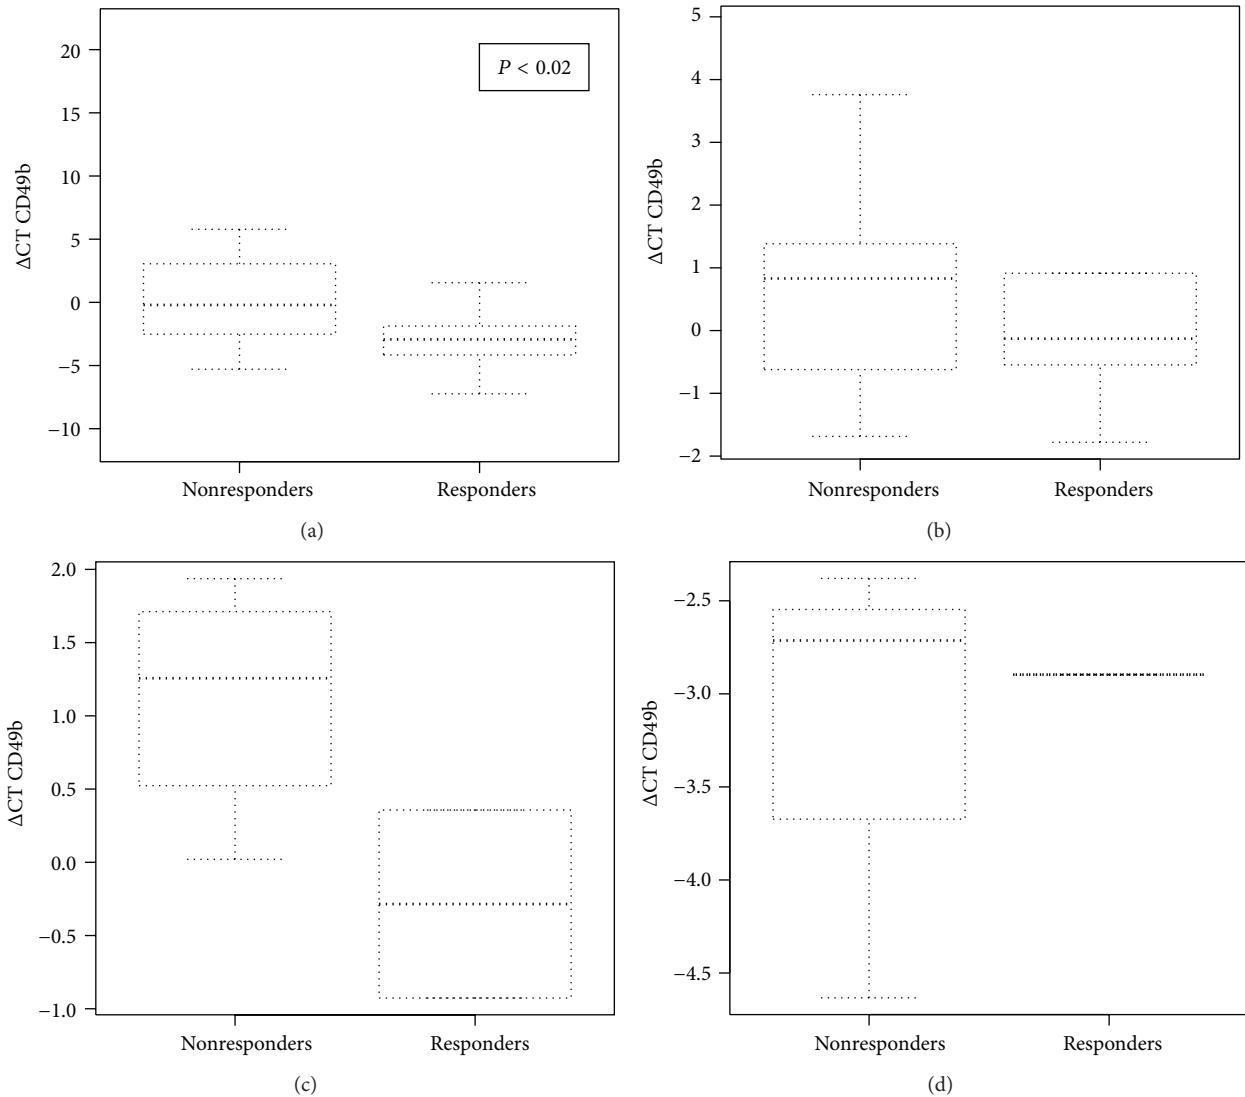 20
15
10
5
0
−5
−10
ΔCT CD49b
P < 0.02
Nonresponders
Responders
(a)
5
4
3
2
1
0
−1
−2
ΔCT CD49b
Nonresponders
Responders
(b)
2.0
1.5
1.0
0.5
0.0
−0.5
−1.0
ΔCT CD49b
Nonresponders
Responders
(c)
−2.5
−3.0
−3.5
−4.0
−4.5
ΔCT CD49b
Nonresponders
Responders
(d)